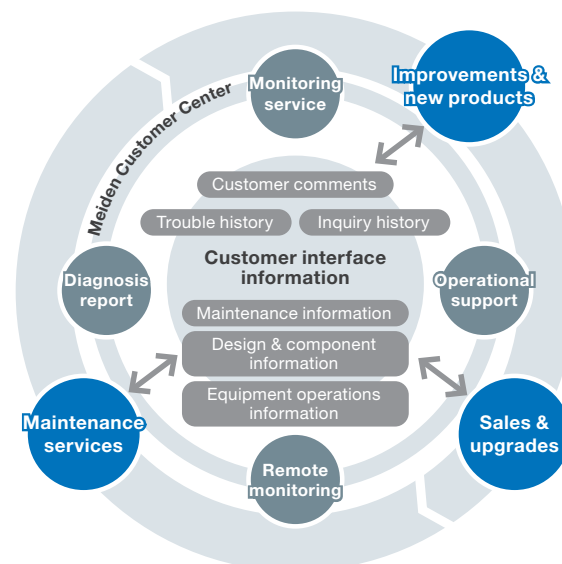 Improvements &
new products
Monitoring
service
Meiden Customer Center
Customer comments
Trouble history
Inquiry history
Customer interface
information
Diagnosis
report
Operational
support
Maintenance information
Design & component
information
Equipment operations
information
Maintenance
services
Sales &
upgrades
Remote
monitoring